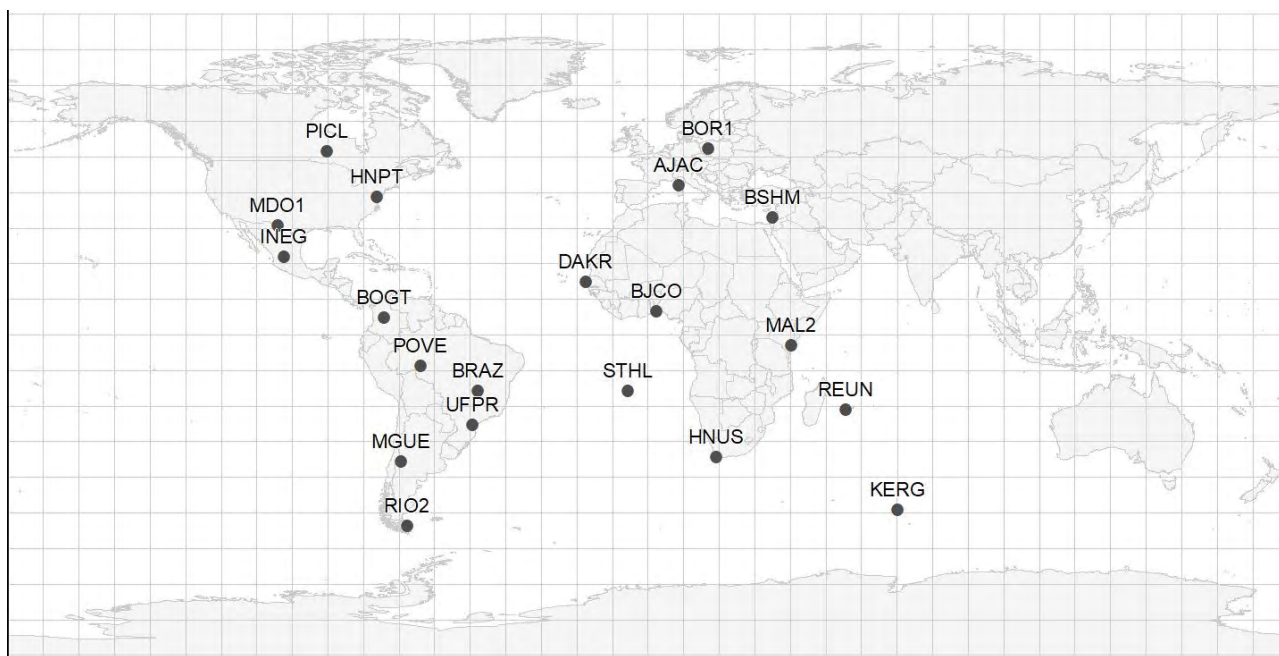 BOR1
PICL
AJAC
HNPT
BSHM
MDO1
INEG
DAKR
BJCO
BOGT
MAL2
POVE
BRAZ
STHL
REUN
UFPR
HNUS
MGUE
KERG
RIO2